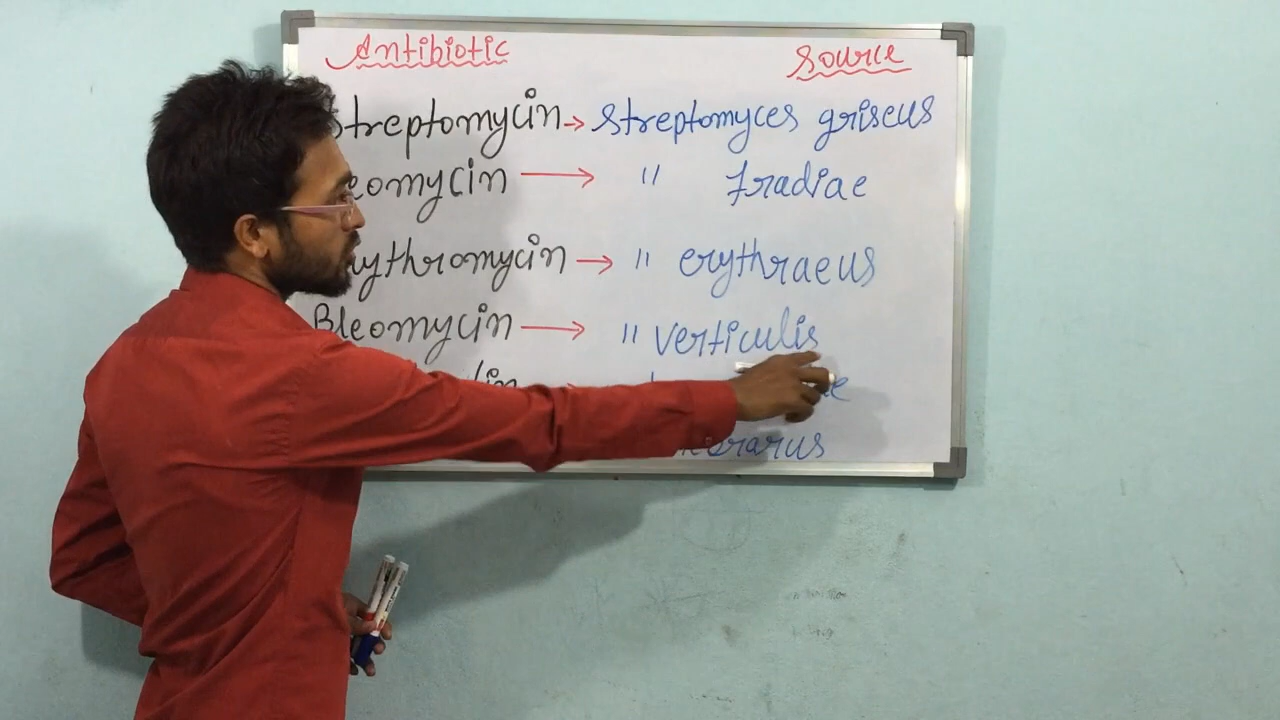 Antibiotic Source
streptomycin → streptomyces griseus
eomycin → " fradiae
ythromycin → " erythraeus
Bleomycin → " verticulis